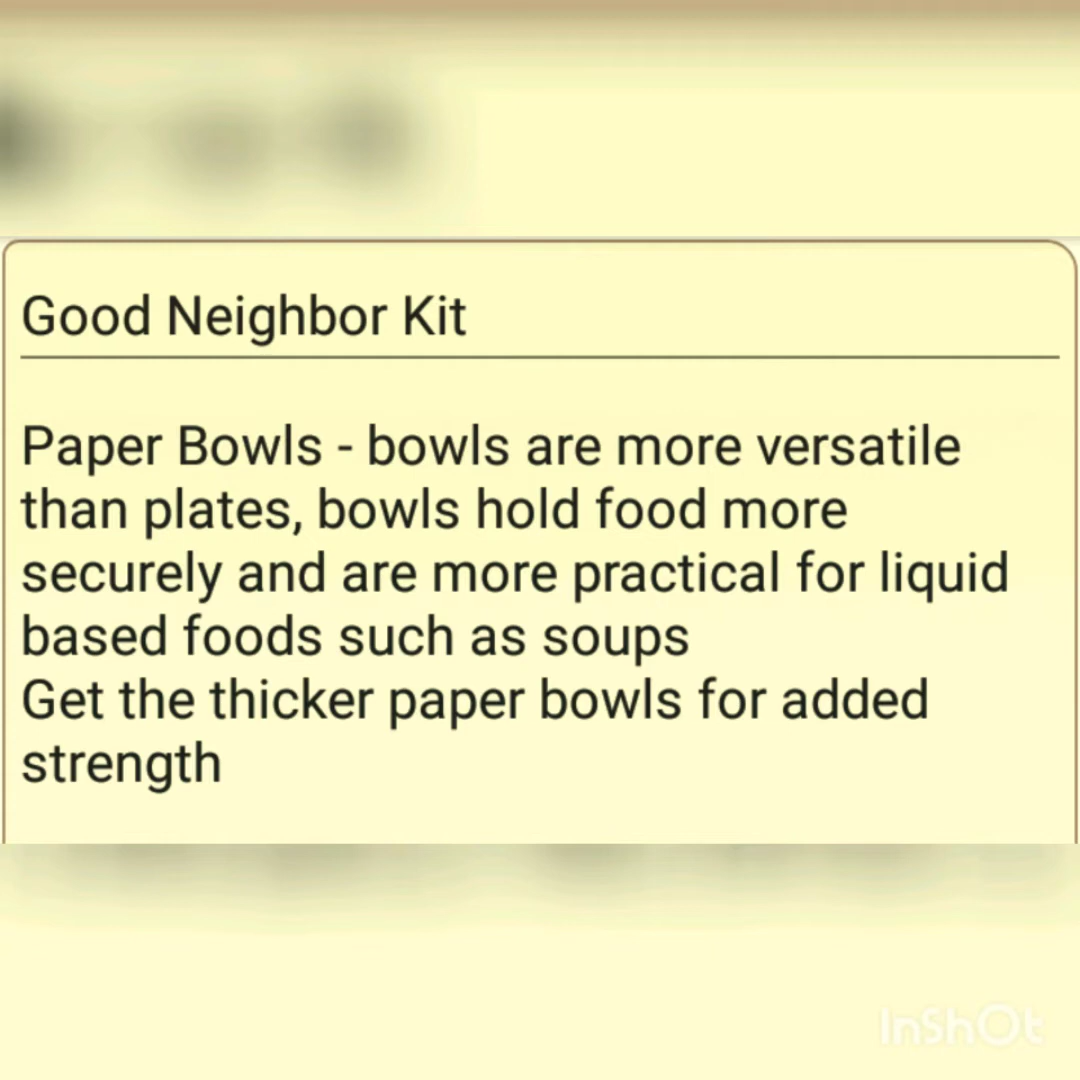 Good Neighbor Kit
Paper Bowls - bowls are more versatile
than plates, bowls hold food more
securely and are more practical for liquid
based foods such as soups
Get the thicker paper bowls for added
strength
InShOt